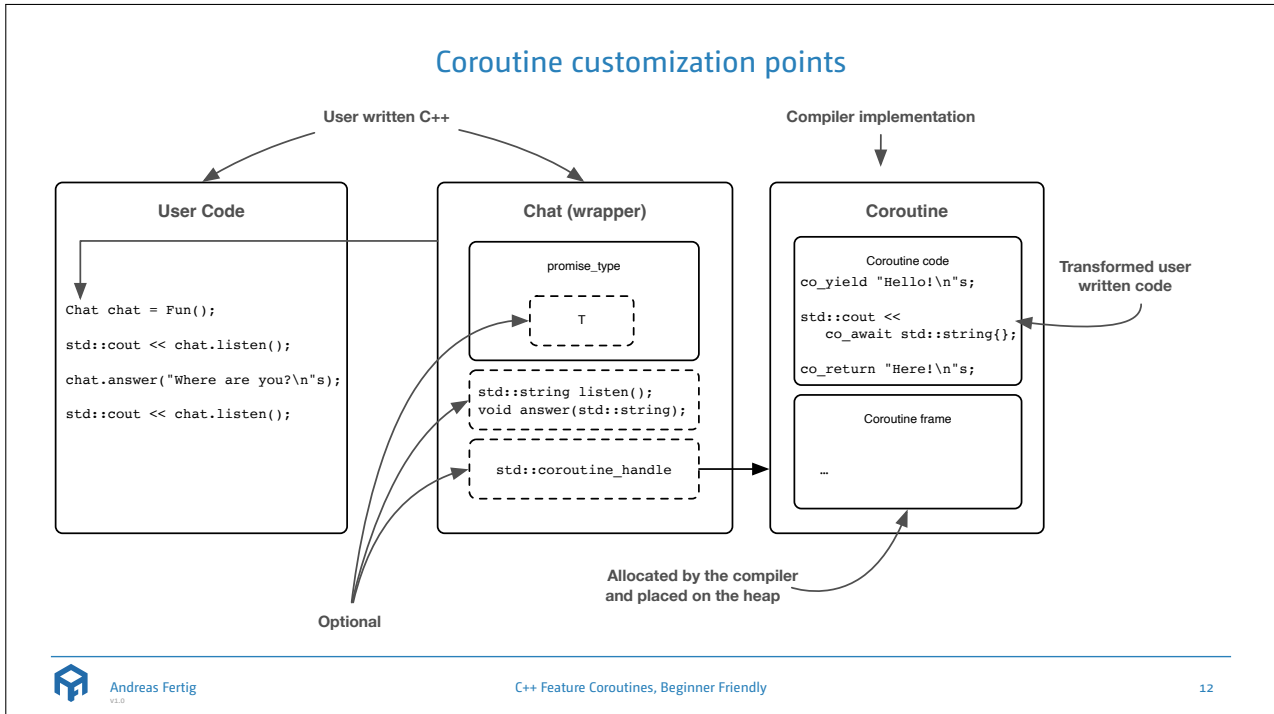 Coroutine customization points
User written C++
Compiler implementation
User Code
Chat chat = Fun();
std::cout << chat.listen();
chat.answer("Where are you?\n"s);
std::cout << chat.listen();
Chat (wrapper)
promise_type
T
std::string listen();
void answer(std::string);
std::coroutine_handle
Coroutine
Coroutine code
co_yield "Hello!\n"s;
std::cout <<
co_await std::string{};
co_return "Here!\n"s;
Coroutine frame
…
Transformed user
written code
Allocated by the compiler
and placed on the heap
Optional
Andreas Fertig
v1.0
C++ Feature Coroutines, Beginner Friendly
12